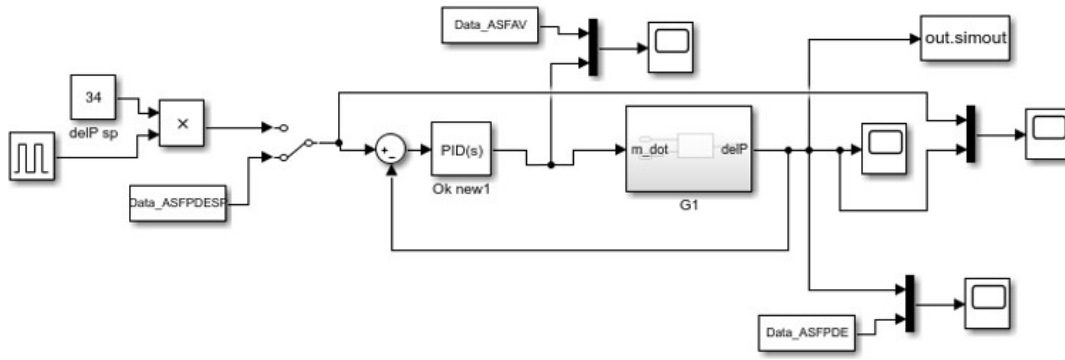 Data_ASFAV
out.simout
34
delP sp
×
+
−
PID(s)
Ok new1
m_dot
delP
G1
Data_ASFPDESP
Data_ASFPDE